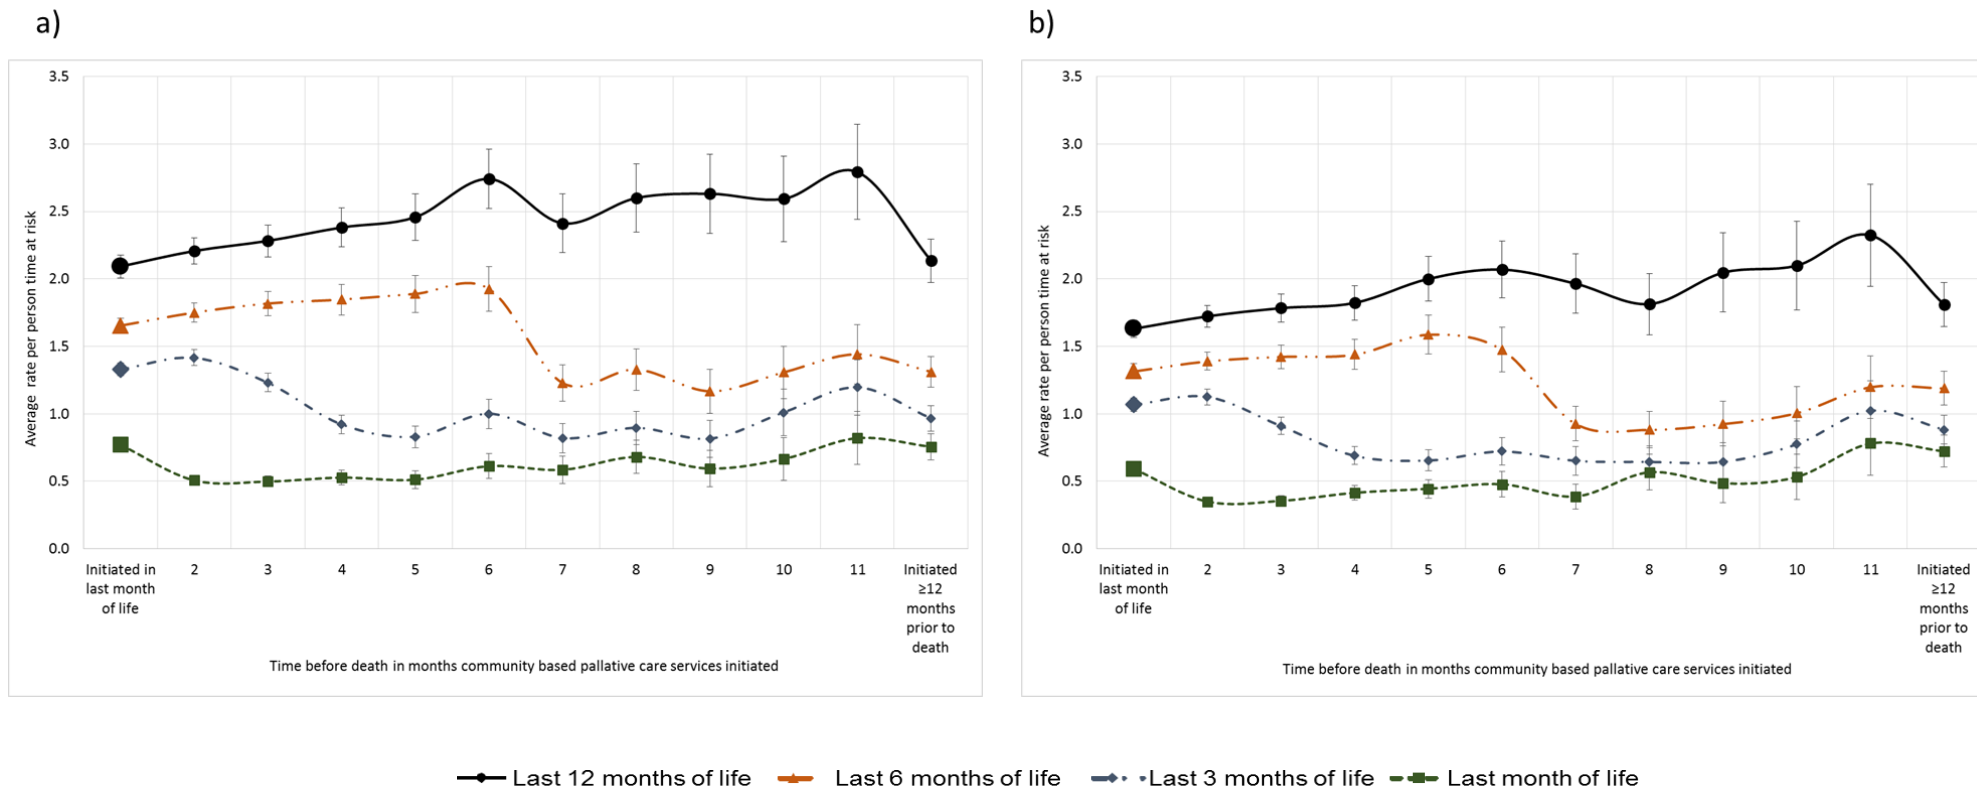 a)
3.5
3.0
2.5
2.0
1.5
1.0
0.5
0.0
Average rate per person time at risk
Initiated in
last month
of life
2
3
4
5
6
7
8
9
10
11
Initiated
≥12
months
prior to
death
Time before death in months community based pallative care services initiated
b)
3.5
3.0
2.5
2.0
1.5
1.0
0.5
0.0
Average rate per person time at risk
Initiated in
last month
of life
2
3
4
5
6
7
8
9
10
11
Initiated
≥12
months
prior to
death
Time before death in months community based pallative care services initiated
Last 12 months of life
Last 6 months of life
Last 3 months of life
Last month of life